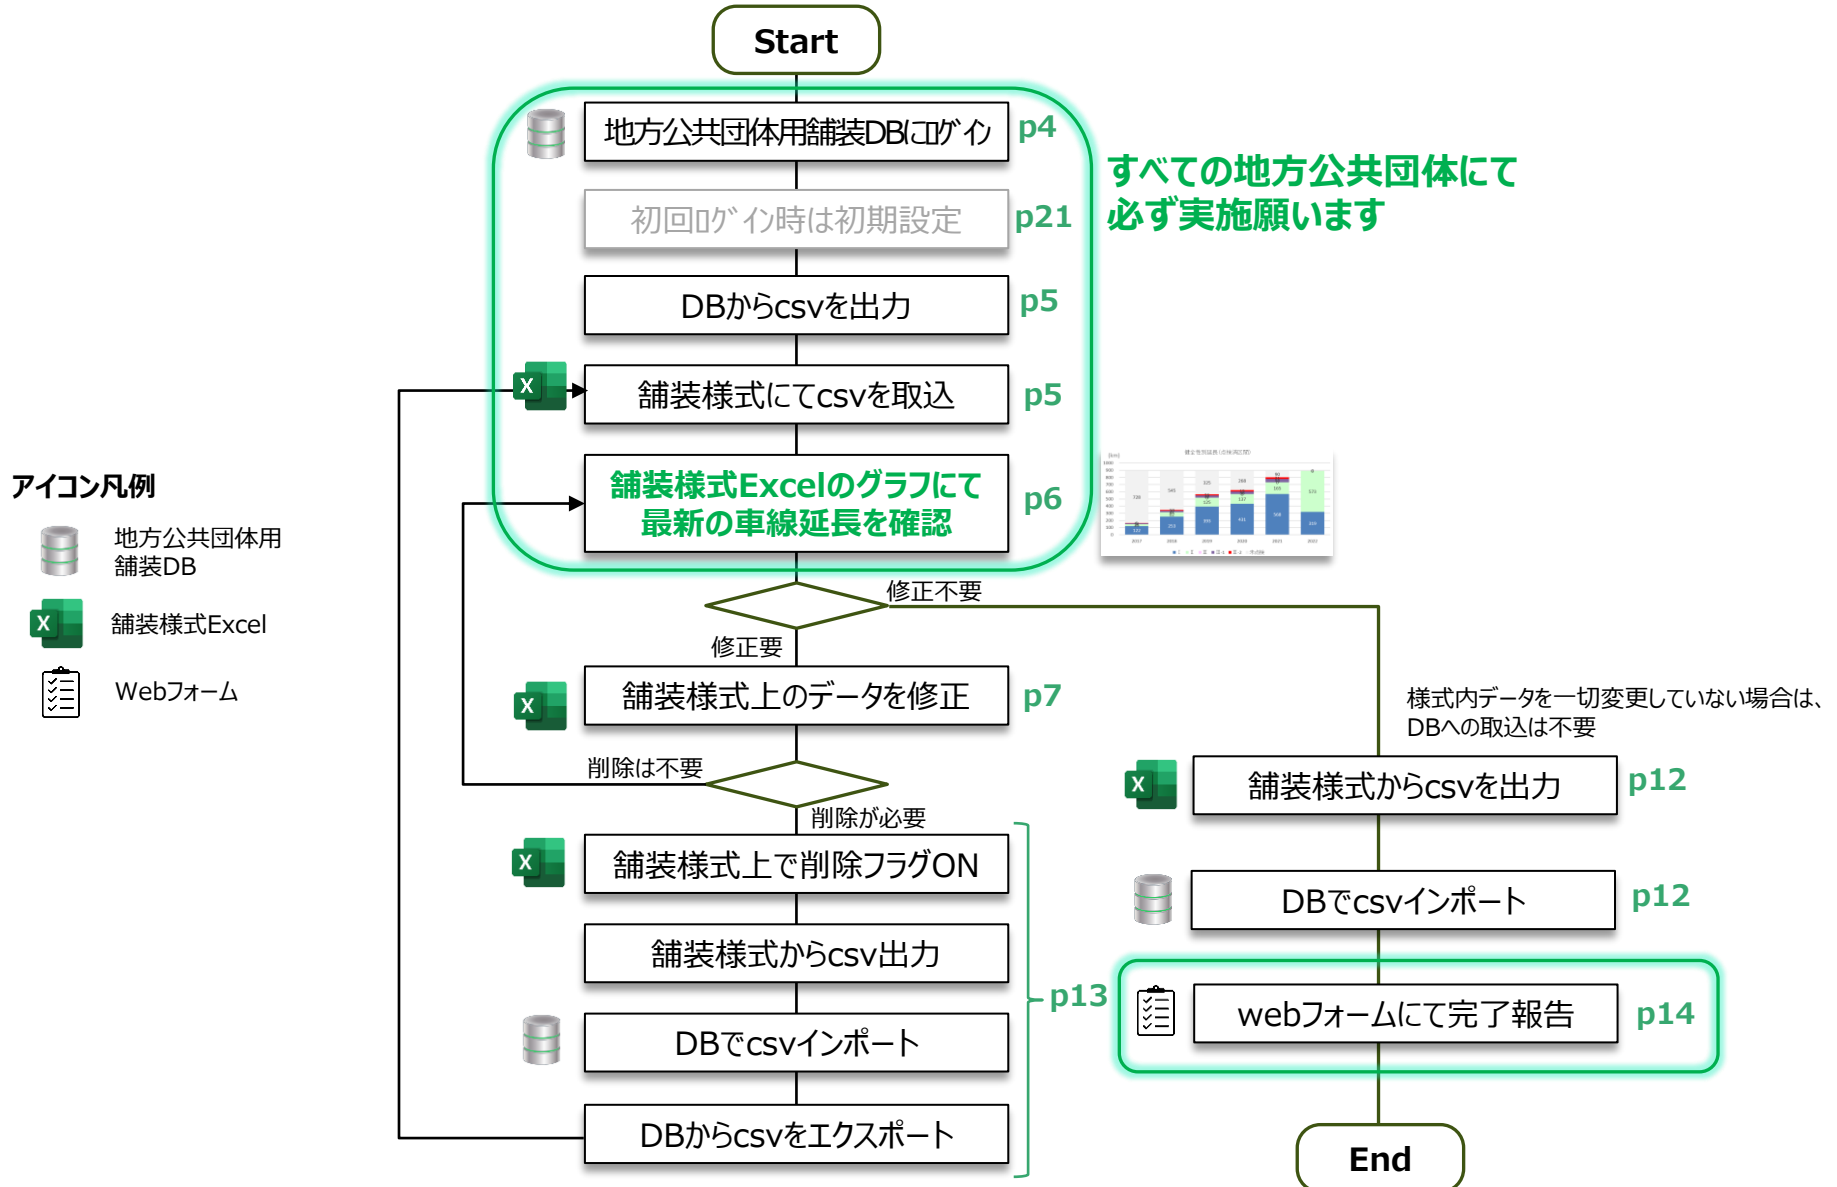 Start
地方公共団体用舗装DBにログイン
p4
初回ログイン時は初期設定
p21
すべての地方公共団体にて
必ず実施願います
DBからcsvを出力
p5
舗装様式にてcsvを取込
p5
舗装様式Excelのグラフにて
最新の車線延長を確認
p6
アイコン凡例
地方公共団体用
舗装DB
舗装様式Excel
Webフォーム
修正不要
修正要
舗装様式上のデータを修正
p7
様式内データを一切変更していない場合は、
DBへの取込は不要
削除は不要
削除が必要
舗装様式からcsvを出力
p12
舗装様式上で削除フラグON
DBでcsvインポート
p12
舗装様式からcsv出力
p13
webフォームにて完了報告
p14
DBでcsvインポート
DBからcsvをエクスポート
End
2017 2018 2019 2020 2021 2022